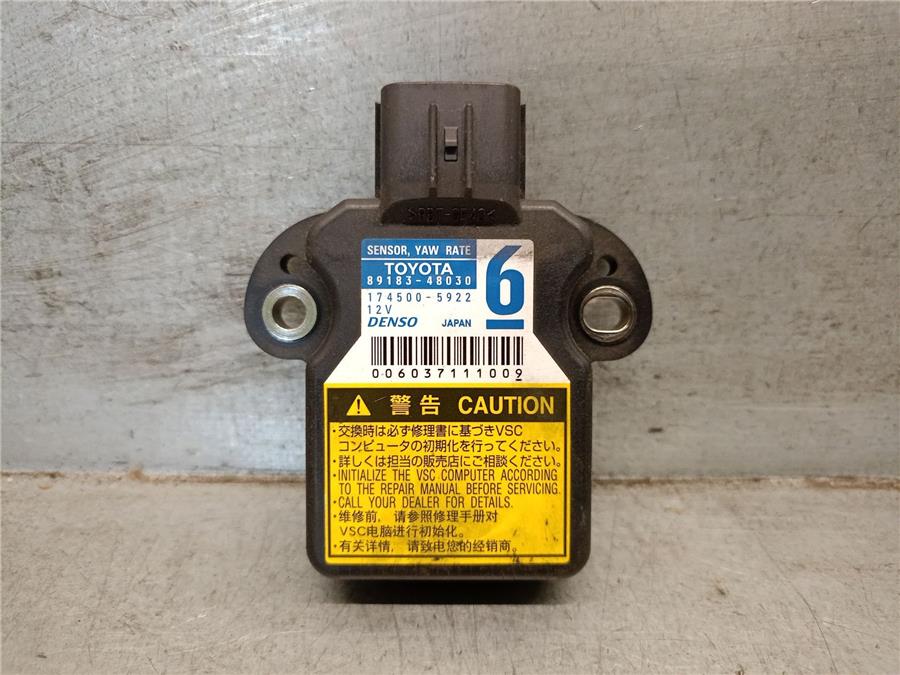 SENSOR, YAW RATE
TOYOTA
89183-48030
6
174500-5922
12V
DENSO JAPAN
006037111009
警告 CAUTION
・交換時は必ず修理書に基づきVSC
コンピュータの初期化を行ってください。
・詳しくは担当の販売店にご相談ください。
・INITIALIZE THE VSC COMPUTER ACCORDING
TO THE REPAIR MANUAL BEFORE SERVICING.
・CALL YOUR DEALER FOR DETAILS.
・维修前，请参照修理手册对
VSC电脑进行初始化。
・有关详情，请致电您的经销商。